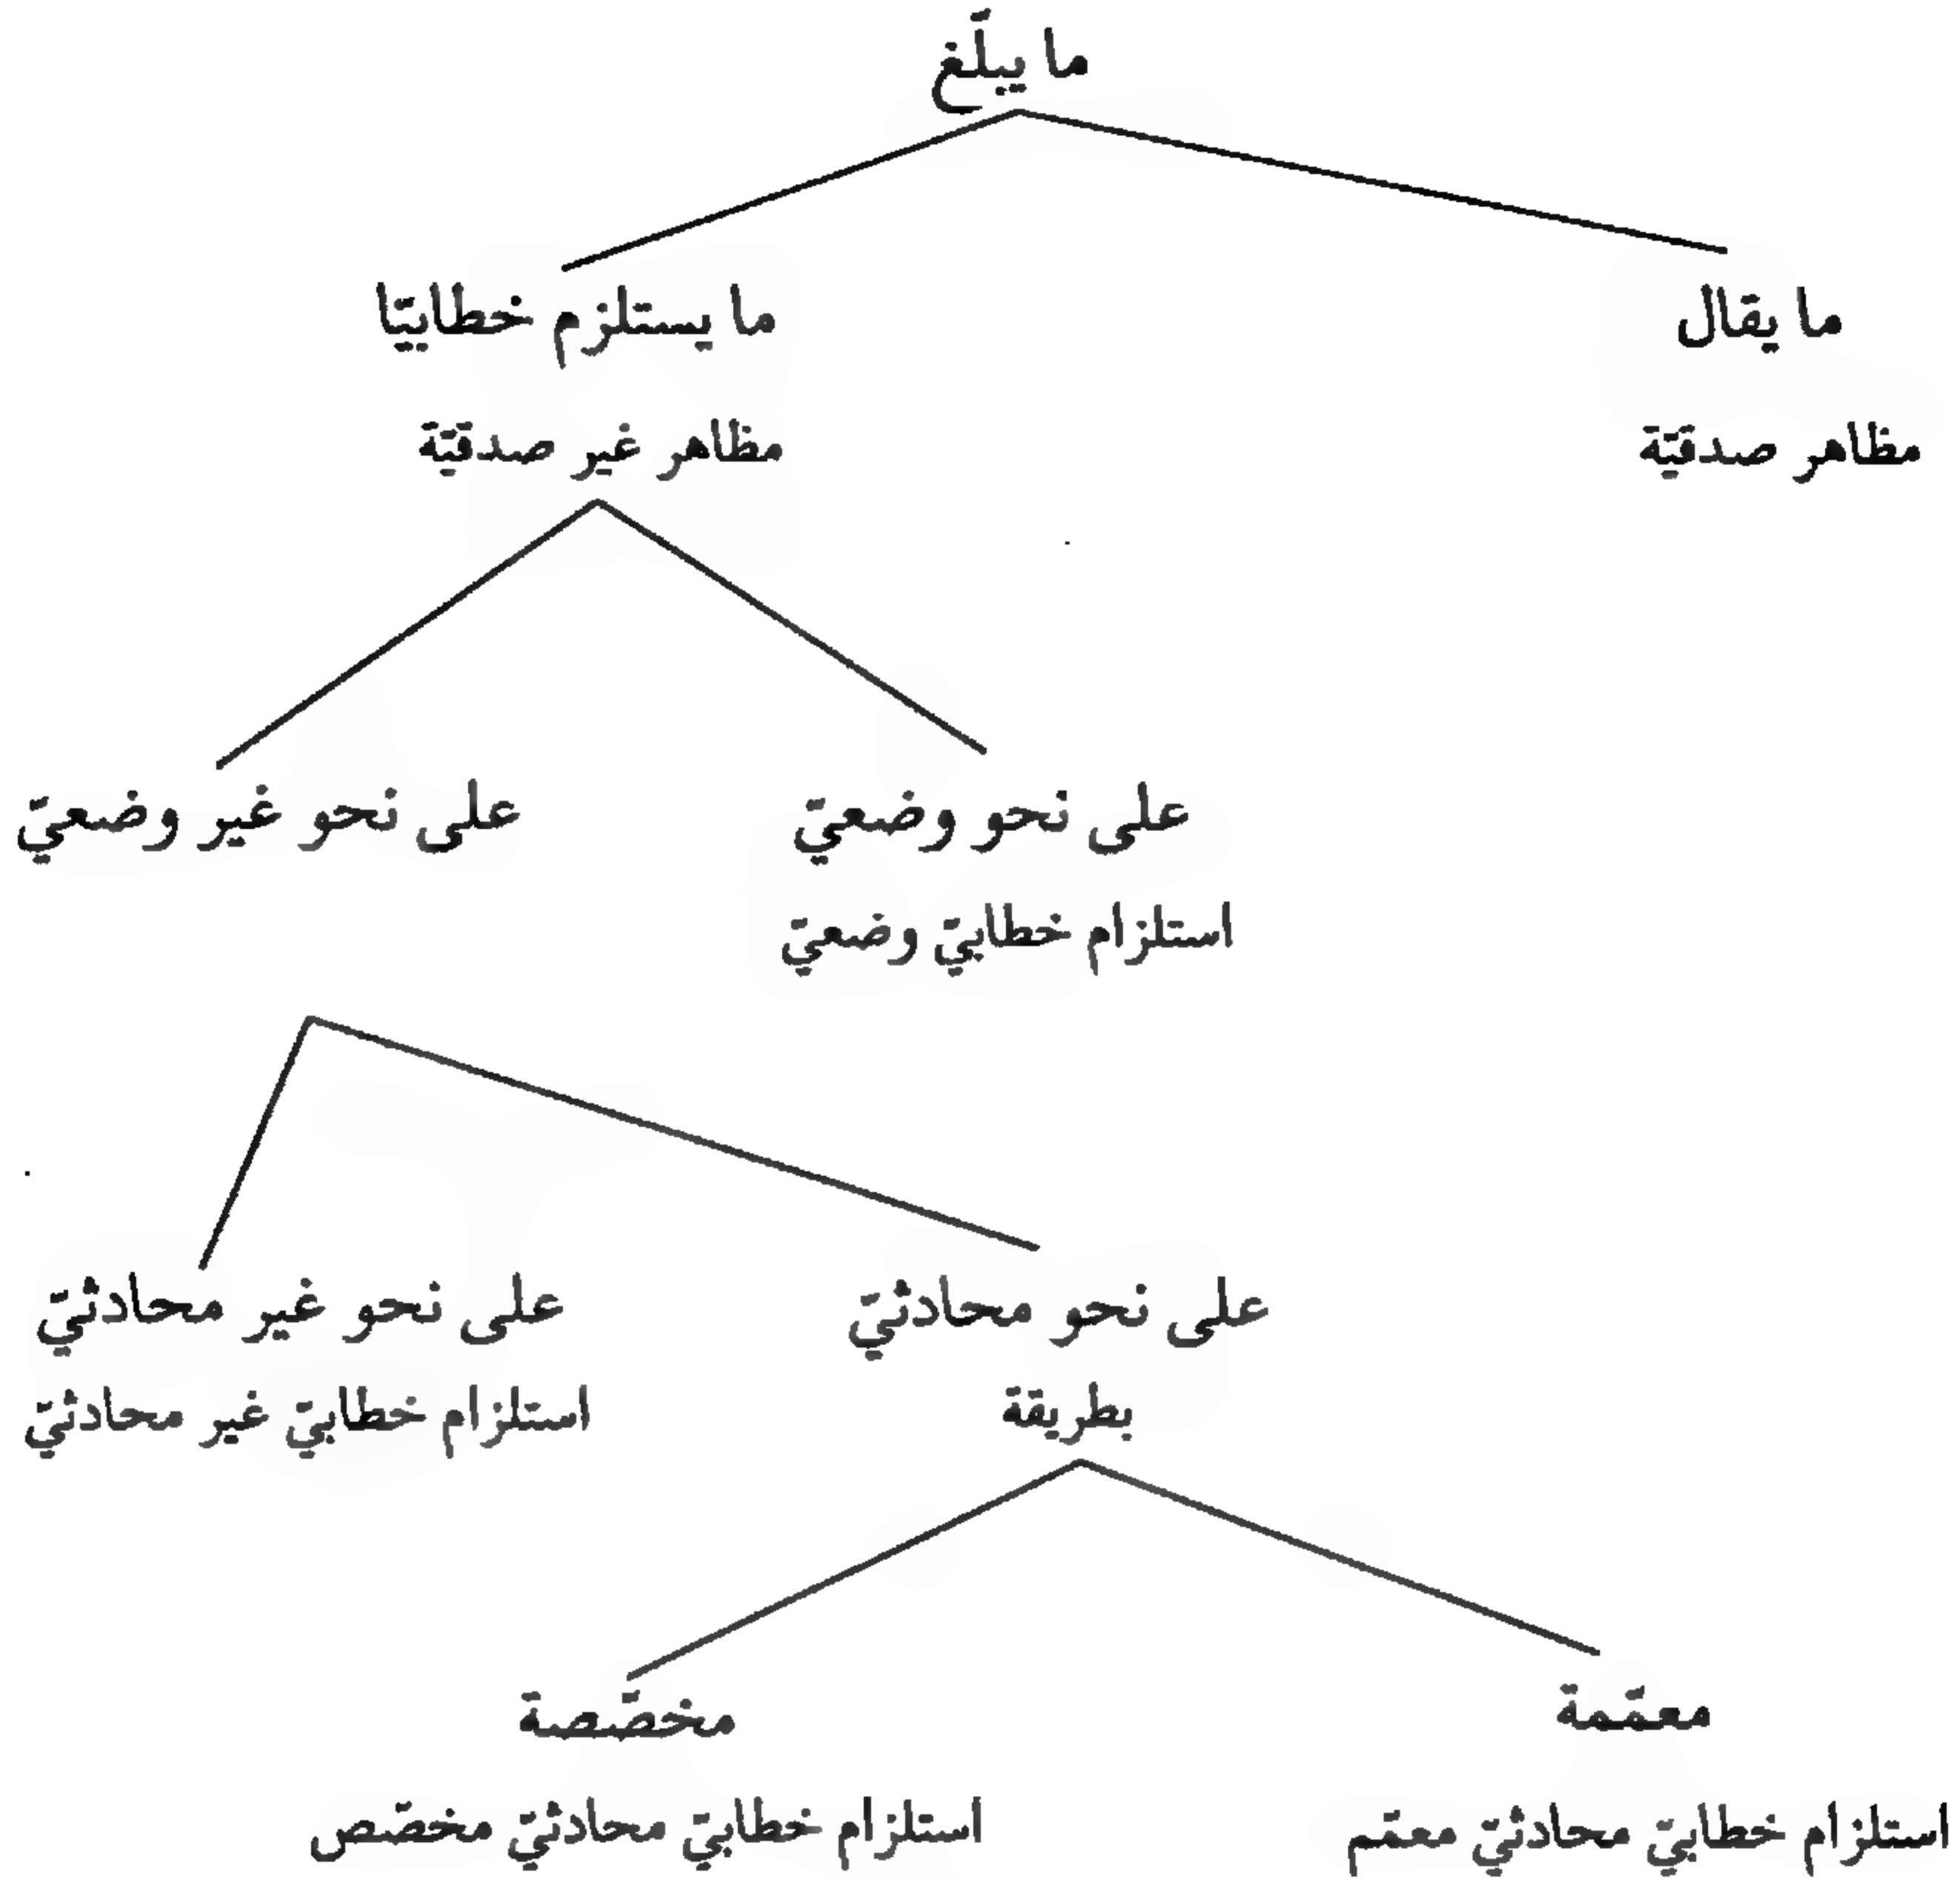 ما يبلّغ
ما يقال
ما يستلزم خطابيّا
مظاهر صدقيّة
مظاهر غير صدقيّة
على نحو وضعيّ
على نحو غير وضعيّ
استلزام خطابيّ وضعيّ
على نحو محادثيّ
على نحو غير محادثيّ
بطريقة
استلزام خطابيّ غير محادثيّ
معمّمة
مخصّصة
استلزام خطابيّ محادثيّ معمّم
استلزام خطابيّ محادثيّ مخصّص